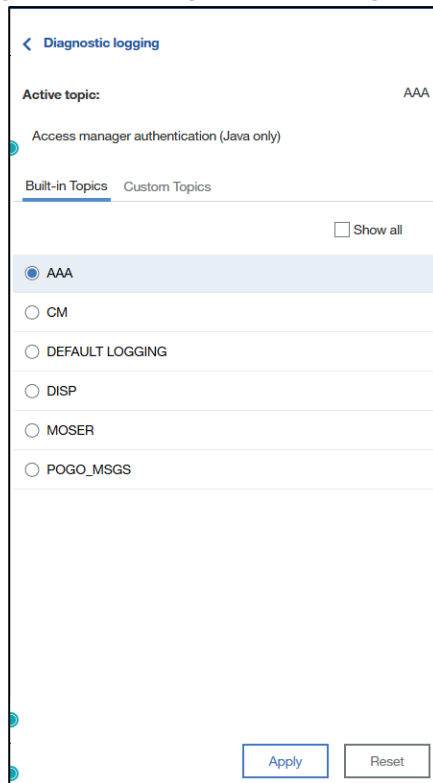 Diagnostic logging
Active topic: AAA
Access manager authentication (Java only)
Built-in Topics Custom Topics
Show all
AAA
CM
DEFAULT LOGGING
DISP
MOSER
POGO_MSGS
Apply Reset